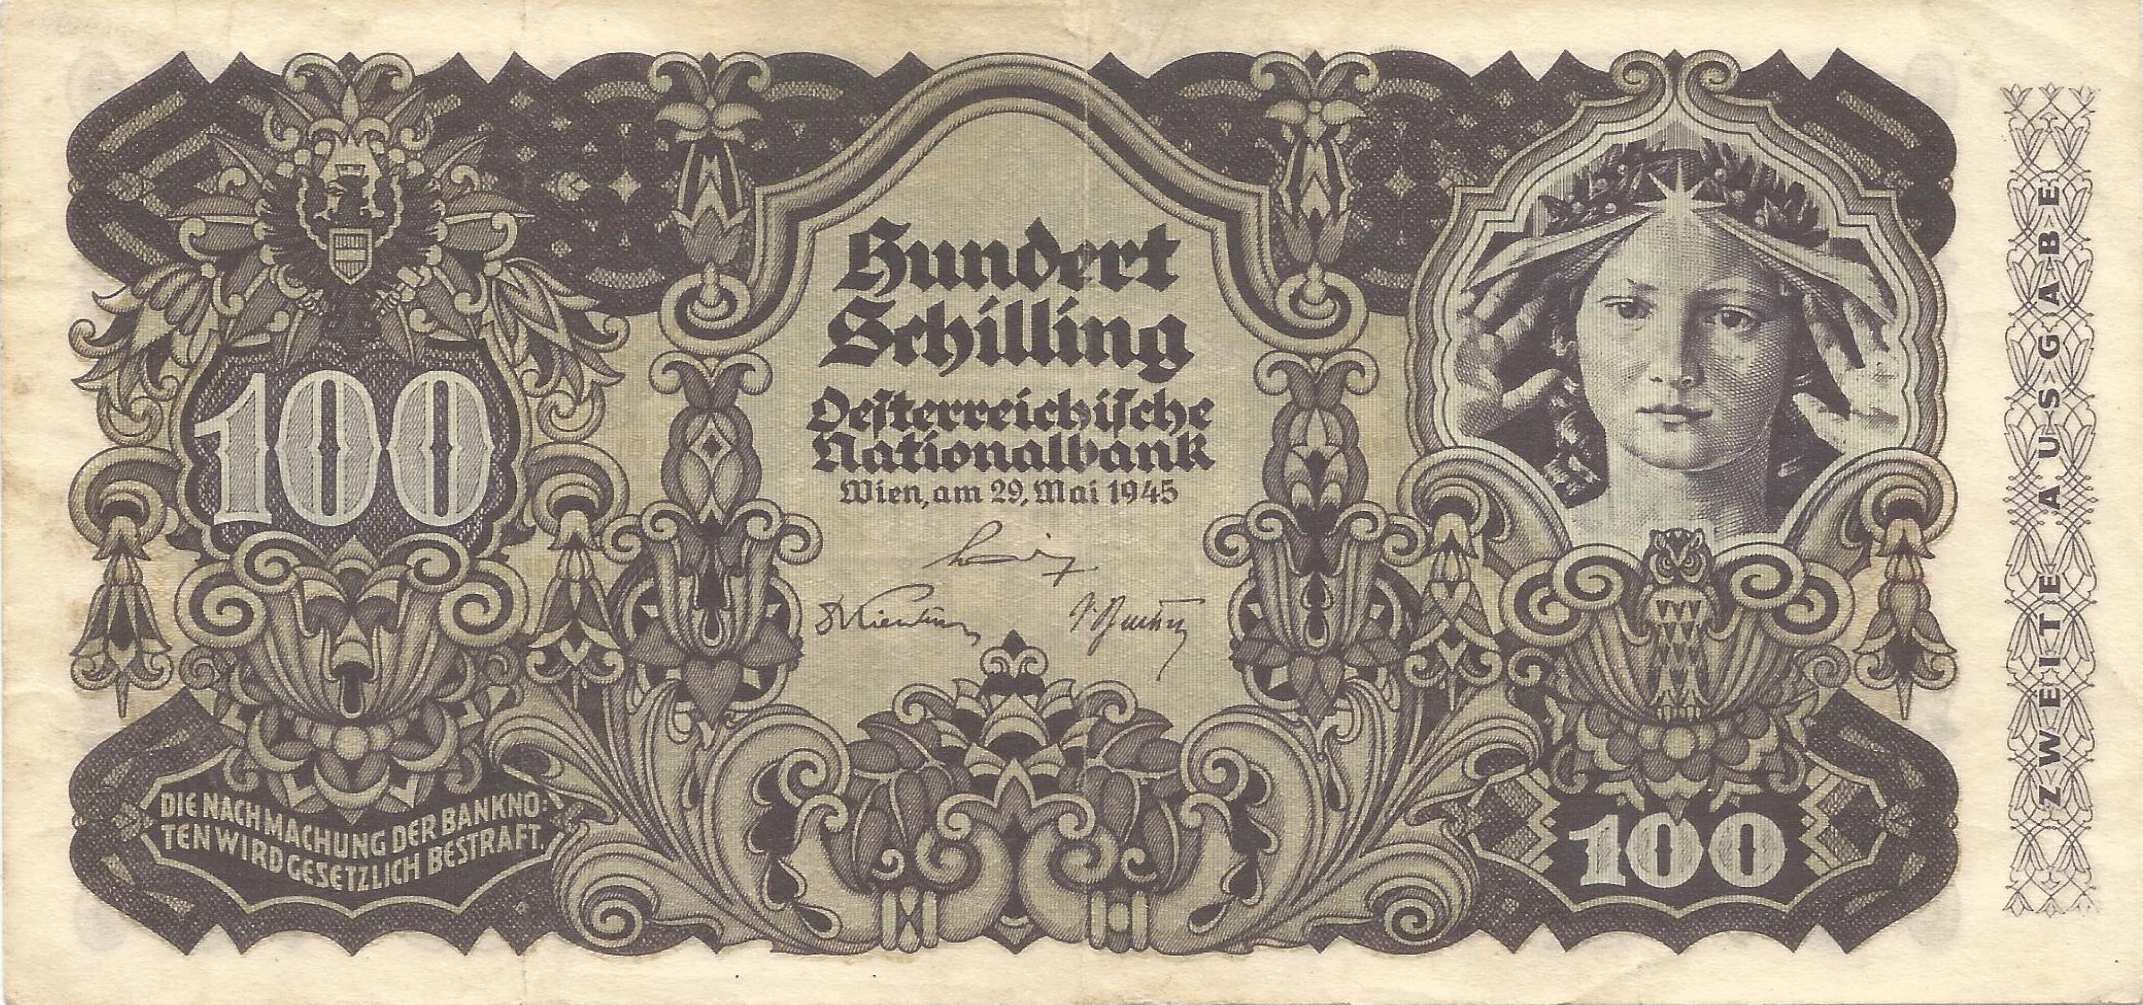 100
Hundert
Schilling
Oesterreichische
Nationalbank
Wien, am 29. Mai 1945
DIE NACHMACHUNG DER BANKNO-
TEN WIRD GESETZLICH BESTRAFT.
100
ZWEITE AUSGABE